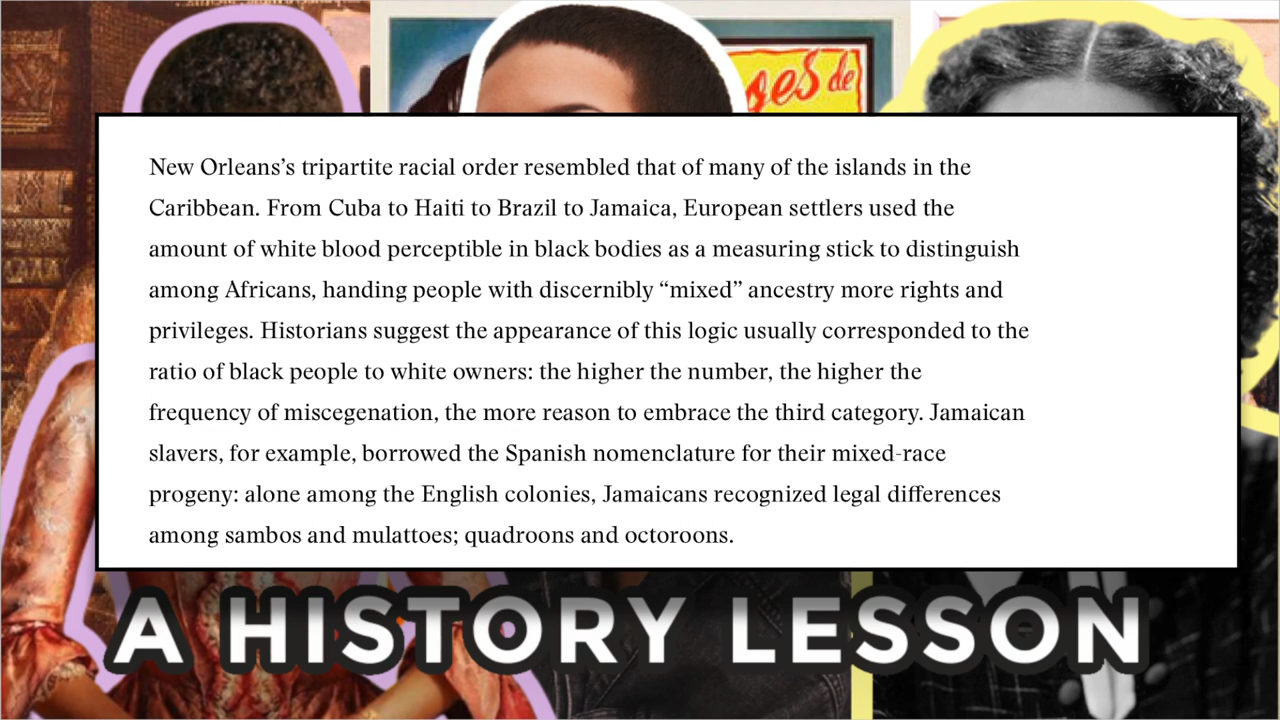 ges de
New Orleans’s tripartite racial order resembled that of many of the islands in the
Caribbean. From Cuba to Haiti to Brazil to Jamaica, European settlers used the
amount of white blood perceptible in black bodies as a measuring stick to distinguish
among Africans, handing people with discernibly “mixed” ancestry more rights and
privileges. Historians suggest the appearance of this logic usually corresponded to the
ratio of black people to white owners: the higher the number, the higher the
frequency of miscegenation, the more reason to embrace the third category. Jamaican
slavers, for example, borrowed the Spanish nomenclature for their mixed-race
progeny: alone among the English colonies, Jamaicans recognized legal differences
among sambos and mulattoes; quadroons and octoroons.
A HISTORY LESSON